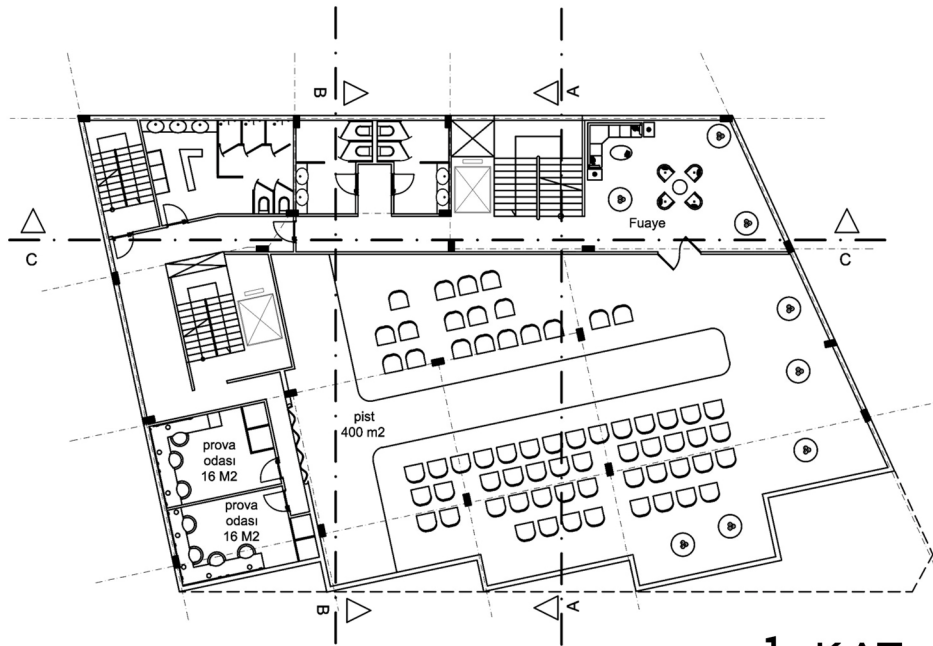 B
A
C
C
Fuaye
pist
400 m2
prova
odası
16 M2
prova
odası
16 M2
B
A
1. KAT